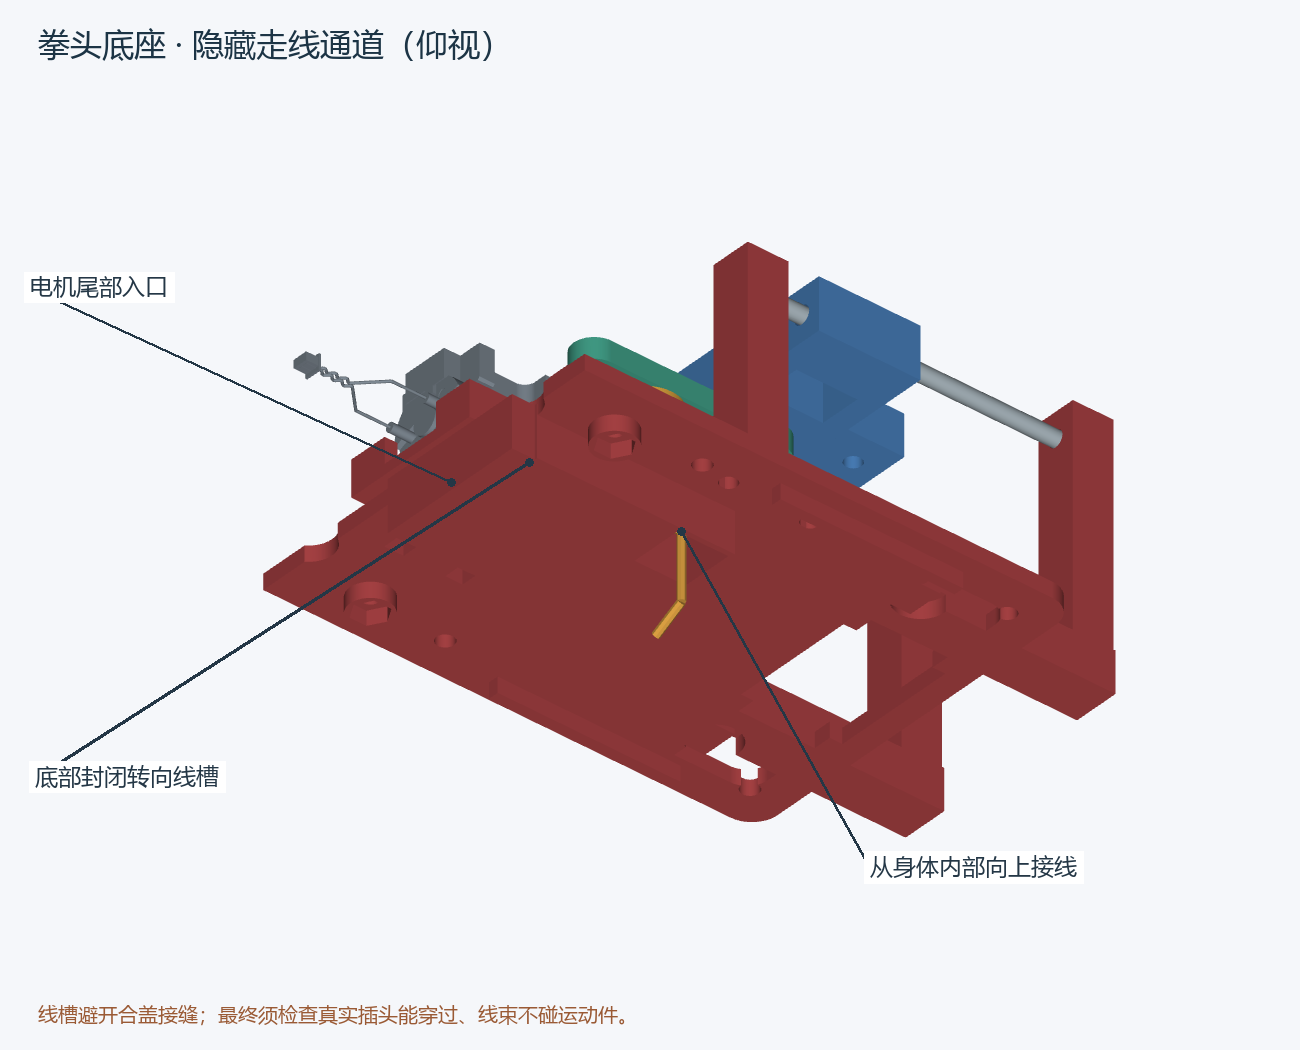 拳头底座 · 隐藏走线通道（仰视）
电机尾部入口
底部封闭转向线槽
从身体内部向上接线
线槽避开合盖接缝；最终须检查真实插头能穿过、线束不碰运动件。